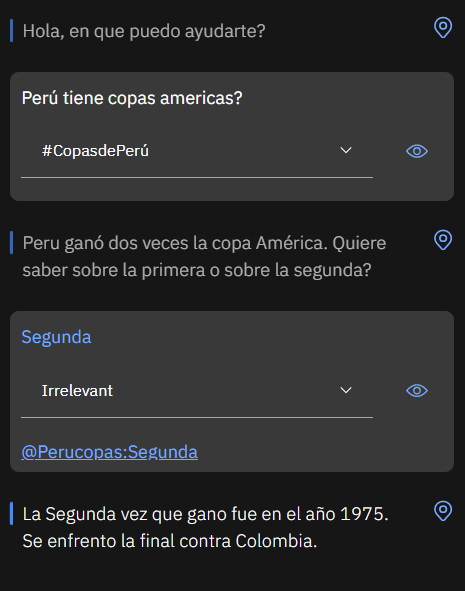 Hola, en que puedo ayudarte?
Perú tiene copas americas?
#CopasdePerú
Peru ganó dos veces la copa América. Quiere
saber sobre la primera o sobre la segunda?
Segunda
Irrelevant
@Perucopas:Segunda
La Segunda vez que gano fue en el año 1975.
Se enfrento la final contra Colombia.